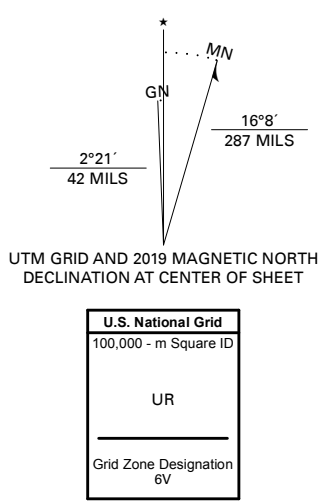 ★
MN
GN
16°8´
287 MILS
2°21´
42 MILS
UTM GRID AND 2019 MAGNETIC NORTH
DECLINATION AT CENTER OF SHEET
U.S. National Grid
100,000 - m Square ID
UR
Grid Zone Designation
6V